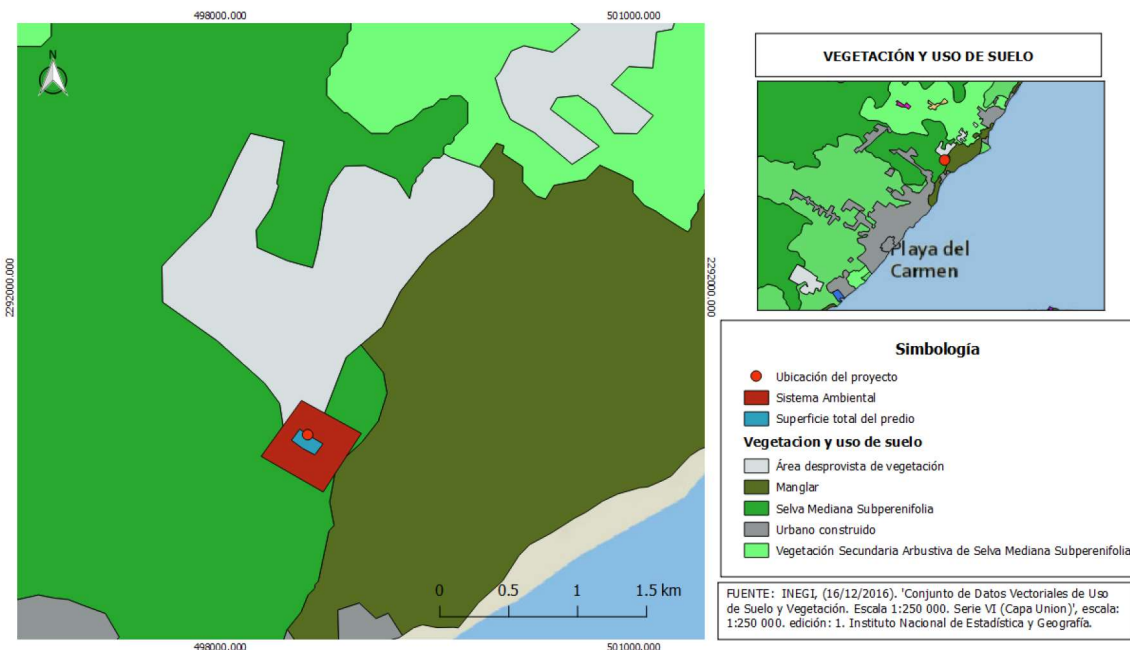 498000.000
501000.000
N
2292000.000
2292000.000
0 0.5 1 1.5 km
498000.000
501000.000
VEGETACIÓN Y USO DE SUELO
Playa del
Carmen
Simbología
Ubicación del proyecto
Sistema Ambiental
Superficie total del predio
Vegetacion y uso de suelo
Área desprovista de vegetación
Manglar
Selva Mediana Subperenifolia
Urbano construido
Vegetación Secundaria Arbustiva de Selva Mediana Subperenifolia
FUENTE: INEGI, (16/12/2016). 'Conjunto de Datos Vectoriales de Uso
de Suelo y Vegetación. Escala 1:250 000. Serie VI (Capa Union)', escala:
1:250 000. edición: 1. Instituto Nacional de Estadística y Geografía.